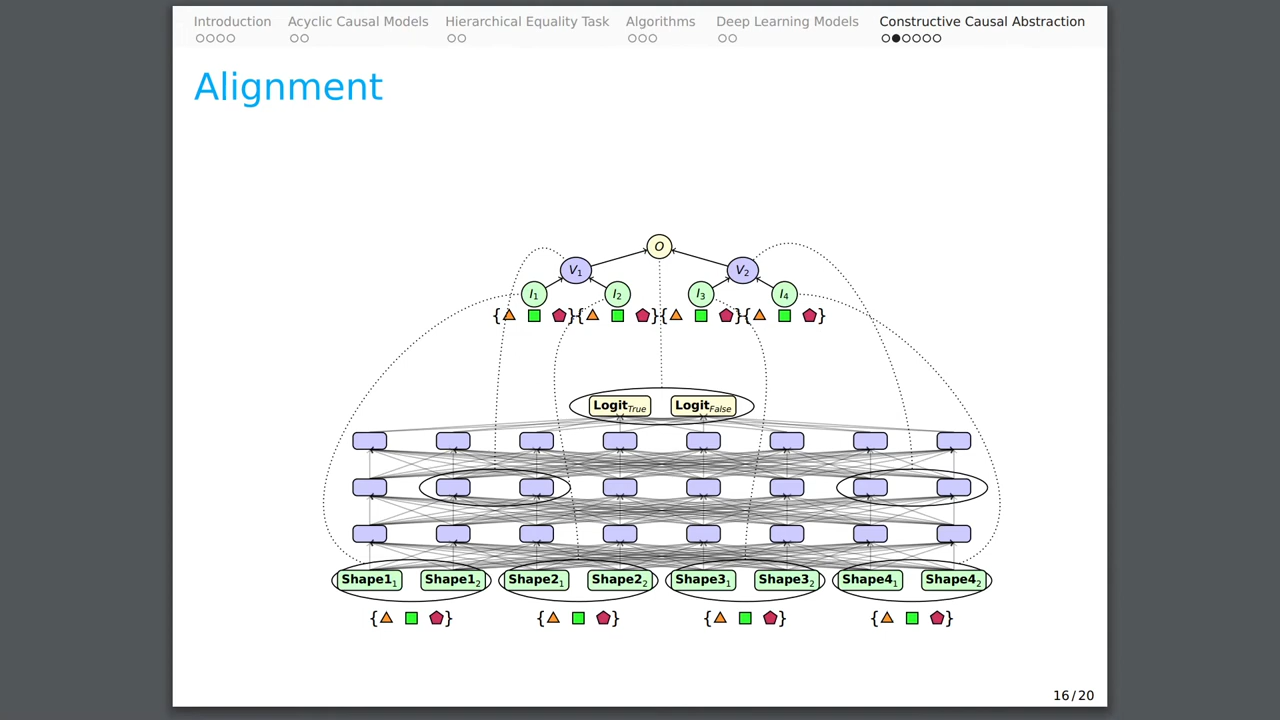 Introduction Acyclic Causal Models Hierarchical Equality Task Algorithms Deep Learning Models Constructive Causal Abstraction
Alignment
O
V1 V2
I1 I2 I3 I4
{ }{ }{ }{ }
LogitTrue LogitFalse
Shape11 Shape12 Shape21 Shape22 Shape31 Shape32 Shape41 Shape42
{ } { } { } { }
16/20